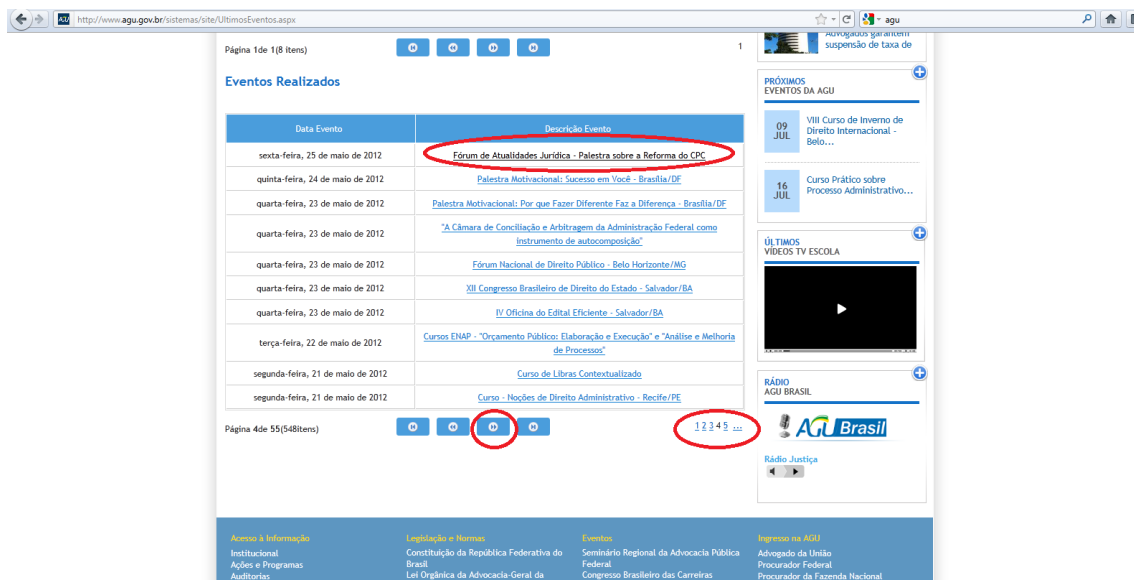 http://www.agu.gov.br/sistemas/site/UltimosEventos.aspx
agu
Página 1de 1(8 itens)
1
Eventos Realizados
Data Evento
Descrição Evento
sexta-feira, 25 de maio de 2012
Fórum de Atualidades Jurídica - Palestra sobre a Reforma do CPC
quinta-feira, 24 de maio de 2012
Palestra Motivacional: Sucesso em Você - Brasília/DF
quarta-feira, 23 de maio de 2012
Palestra Motivacional: Por que Fazer Diferente Faz a Diferença - Brasília/DF
quarta-feira, 23 de maio de 2012
"A Câmara de Conciliação e Arbitragem da Administração Federal como
instrumento de autocomposição"
quarta-feira, 23 de maio de 2012
Fórum Nacional de Direito Público - Belo Horizonte/MG
quarta-feira, 23 de maio de 2012
XII Congresso Brasileiro de Direito do Estado - Salvador/BA
quarta-feira, 23 de maio de 2012
IV Oficina do Edital Eficiente - Salvador/BA
terça-feira, 22 de maio de 2012
Cursos ENAP - "Orçamento Público: Elaboração e Execução" e "Análise e Melhoria
de Processos"
segunda-feira, 21 de maio de 2012
Curso de Libras Contextualizado
segunda-feira, 21 de maio de 2012
Curso - Noções de Direito Administrativo - Recife/PE
Página 4de 55(548itens)
1 2 3 4 5 ...
Advogados garantem
suspensão de taxa de
PRÓXIMOS
EVENTOS DA AGU
09
JUL
VIII Curso de Inverno de
Direito Internacional -
Belo...
16
JUL
Curso Prático sobre
Processo Administrativo...
ÚLTIMOS
VÍDEOS TV ESCOLA
RÁDIO
AGU BRASIL
AGU Brasil
Rádio Justiça
Acesso à Informação
Institucional
Ações e Programas
Auditorias
Legislação e Normas
Constituição da República Federativa do
Brasil
Lei Orgânica da Advocacia-Geral da
Eventos
Seminário Regional da Advocacia Pública
Federal
Congresso Brasileiro das Carreiras
Ingresso na AGU
Advogado da União
Procurador Federal
Procurador da Fazenda Nacional